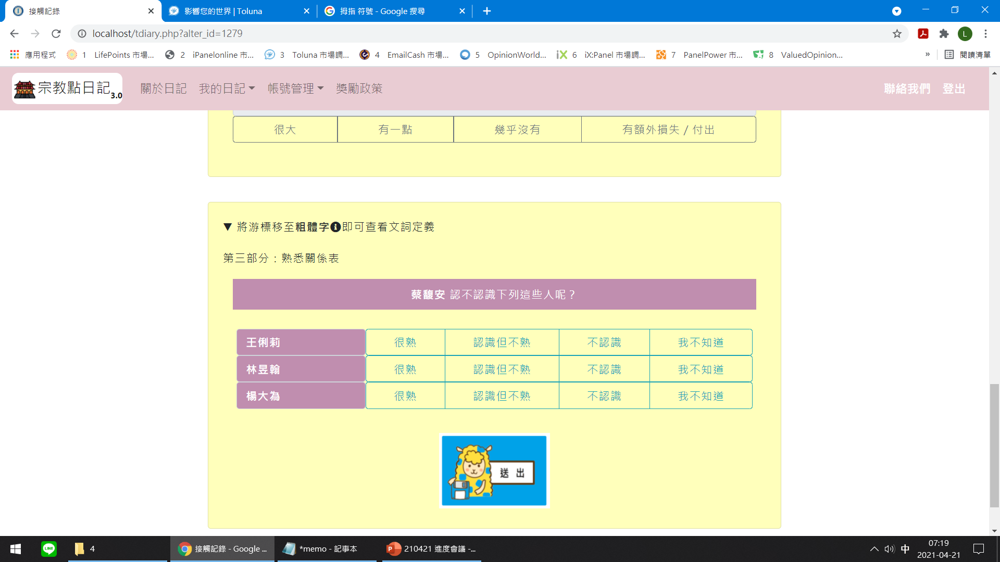 接觸記錄
影響您的世界 | Toluna
拇指 符號 - Google 搜尋
localhost/tdiary.php?alter_id=1279
L
應用程式
1 LifePoints 市場...
2 iPanelonline 市...
3 Toluna 市場調...
4 EmailCash 市場...
5 OpinionWorld...
6 iX:Panel 市場調...
7 PanelPower 市...
8 ValuedOpinion...
»
閱讀清單
宗教點日記3.0
關於日記
我的日記
帳號管理
獎勵政策
聯絡我們
登出
很大 有一點 幾乎沒有 有額外損失 / 付出
▼ 將游標移至粗體字即可查看文詞定義
第三部分：熟悉關係表
蔡馥安 認不認識下列這些人呢？
王俐莉 很熟 認識但不熟 不認識 我不知道
林昱翰 很熟 認識但不熟 不認識 我不知道
楊大為 很熟 認識但不熟 不認識 我不知道
送 出
LINE
4
接觸記錄 - Google ...
*memo - 記事本
P
210421 進度會議 -...
中
07:19
2021-04-21